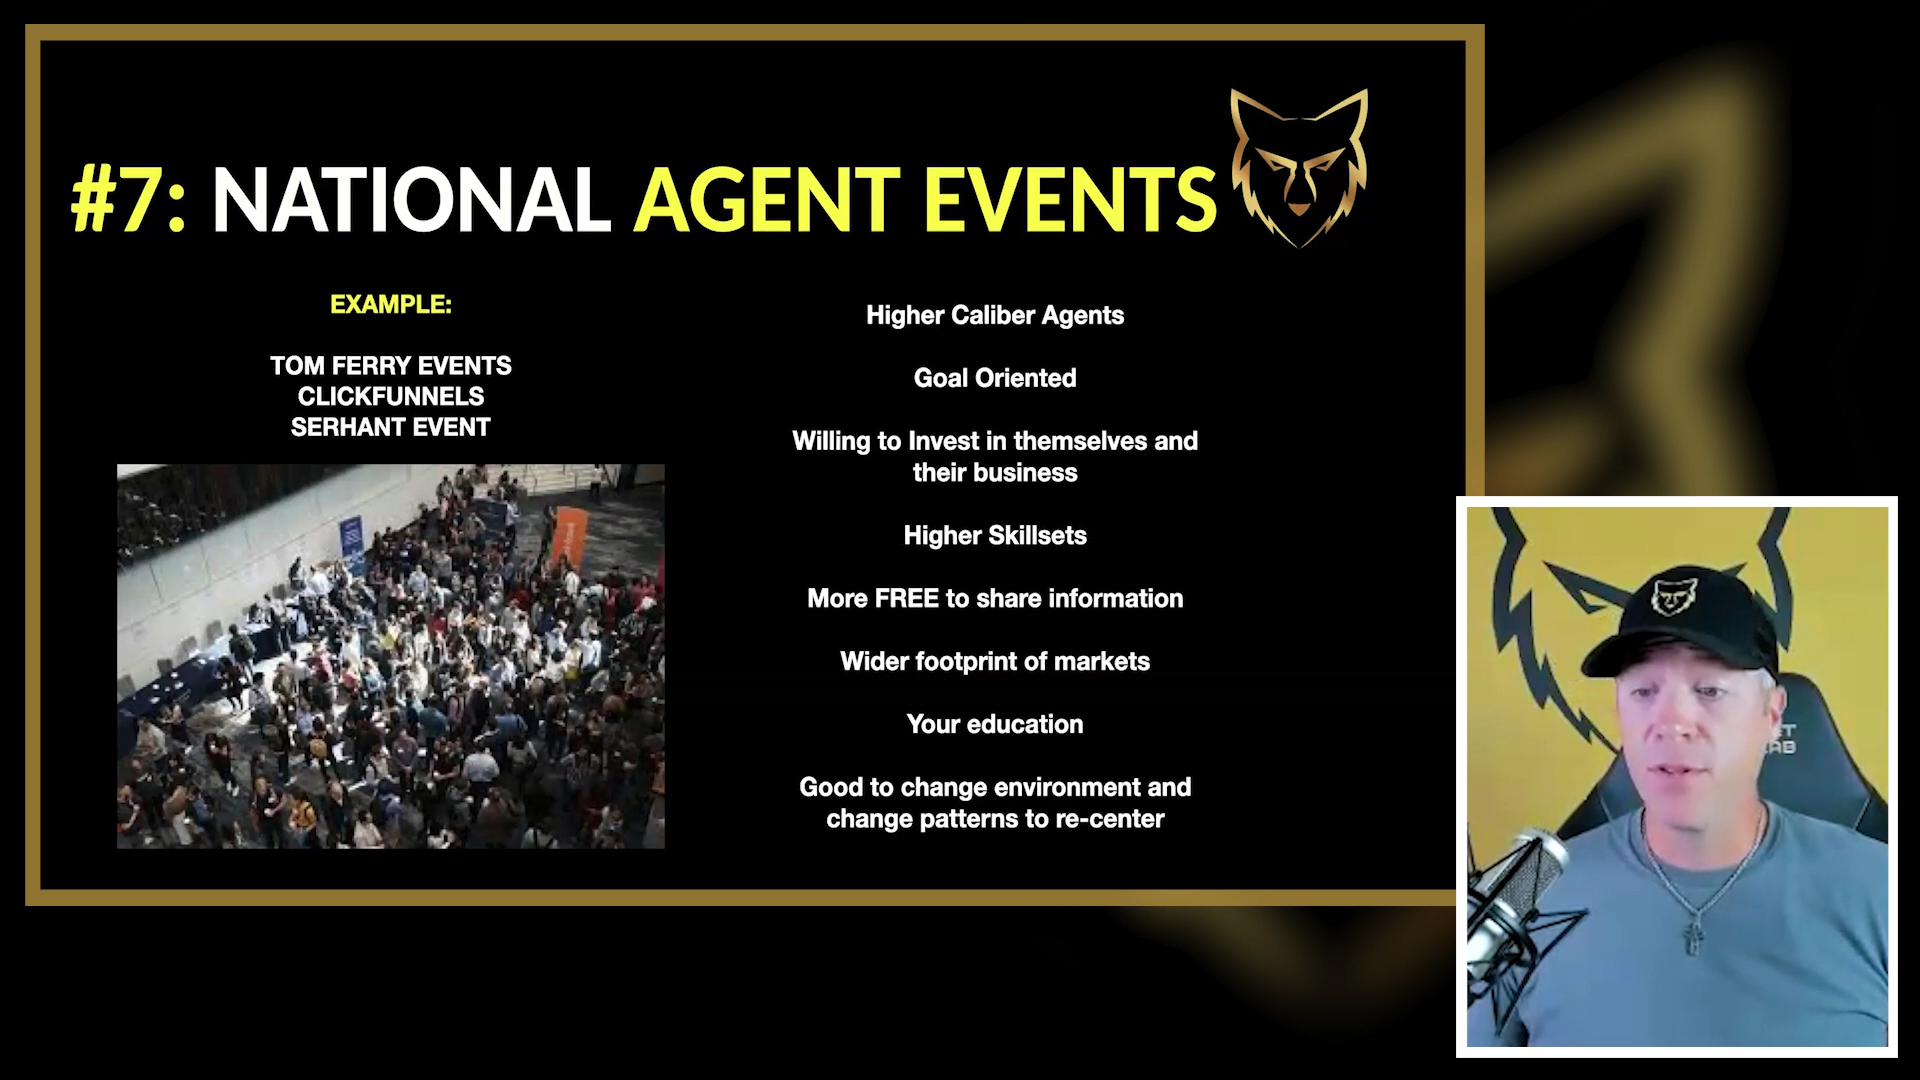 #7: NATIONAL AGENT EVENTS
EXAMPLE:
TOM FERRY EVENTS
CLICKFUNNELS
SERHANT EVENT
Higher Caliber Agents
Goal Oriented
Willing to Invest in themselves and
their business
Higher Skillsets
More FREE to share information
Wider footprint of markets
Your education
Good to change environment and
change patterns to re-center